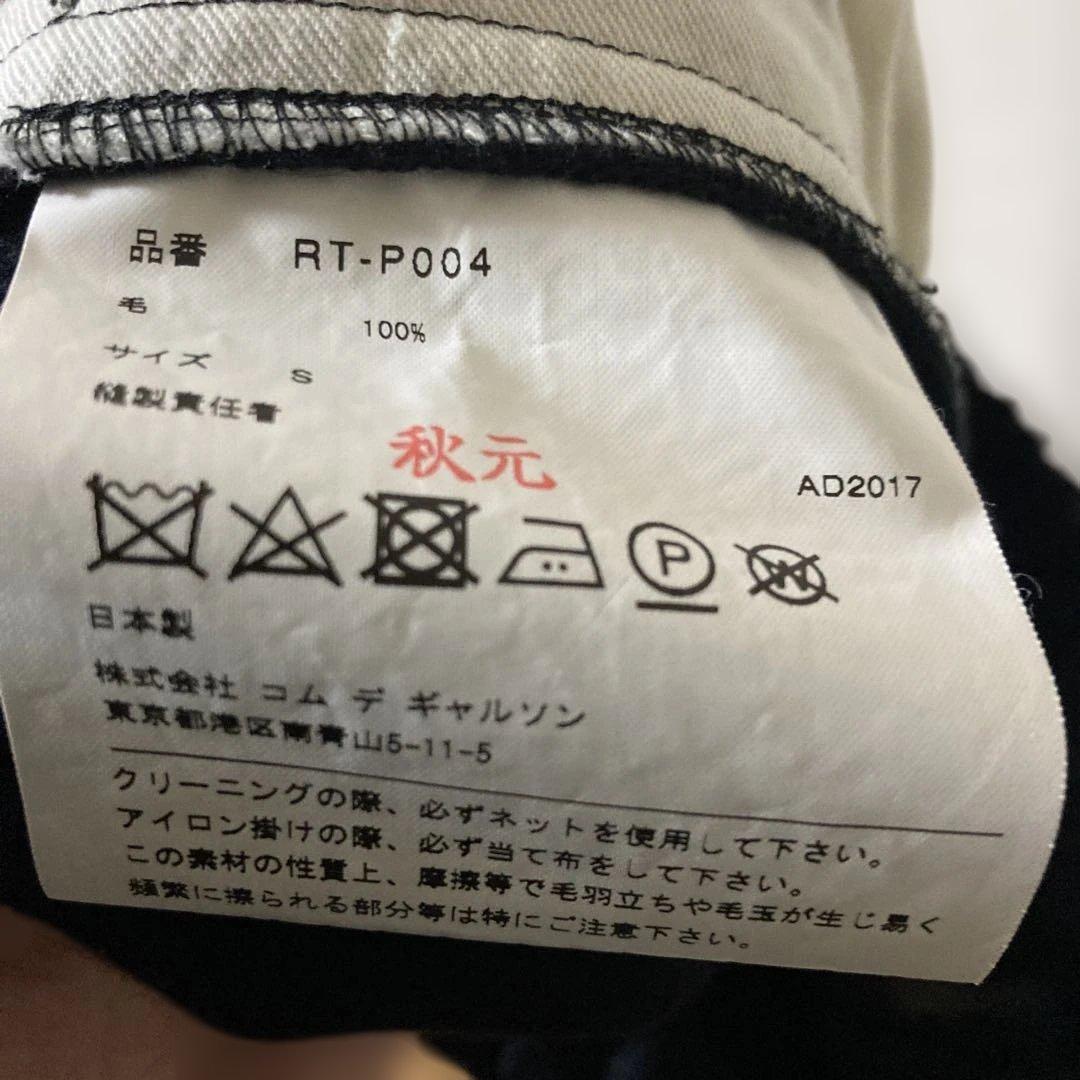 品番 RT-P004
毛 100%
サイズ S
縫製責任者
秋元
AD2017
P
W
日本製
株式会社 コム デ ギャルソン
東京都港区南青山5-11-5
クリーニングの際、必ずネットを使用して下さい。
アイロン掛けの際、必ず当て布をして下さい。
この素材の性質上、摩擦等で毛羽立ちや毛玉が生じ易く
頻繁に擦られる部分等は特にご注意下さい。